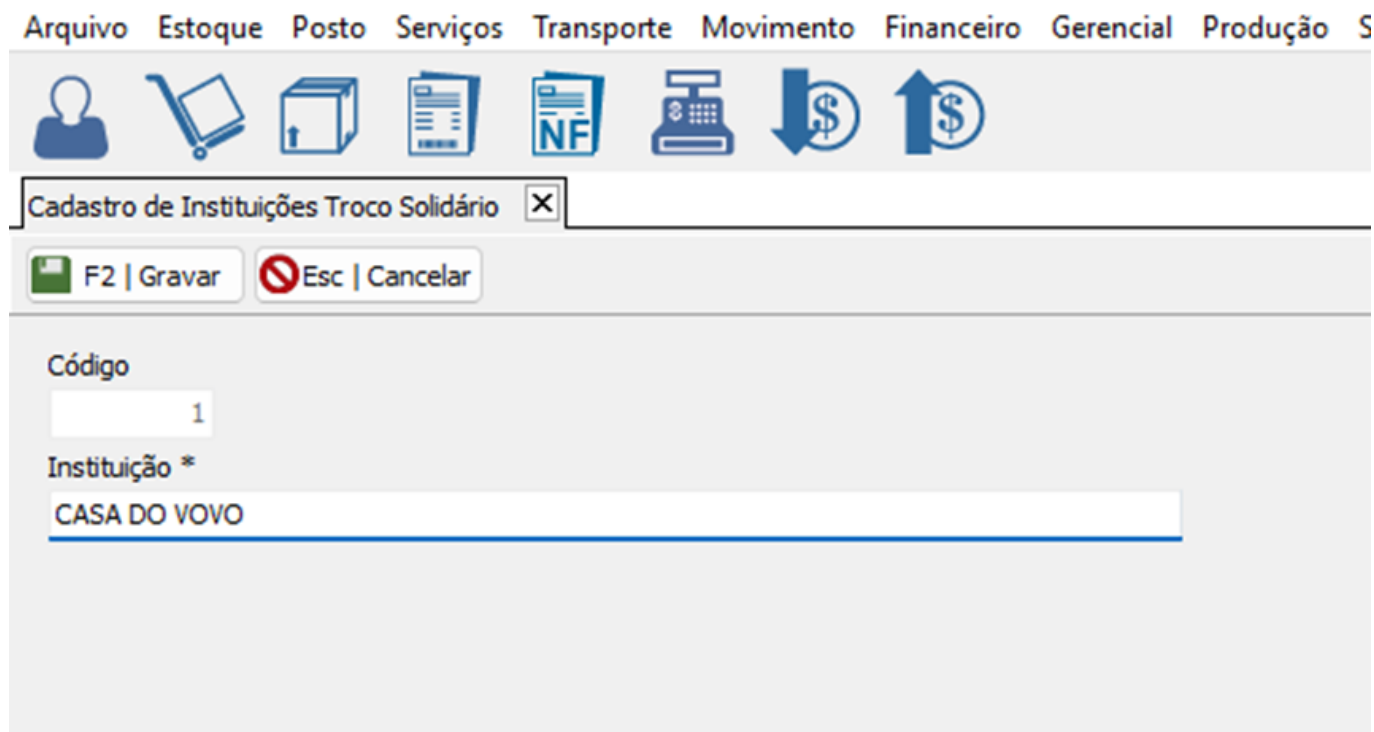 Arquivo Estoque Posto Serviços Transporte Movimento Financeiro Gerencial Produção S
NF
Cadastro de Instituições Troco Solidário
F2 | Gravar Esc | Cancelar
Código
1
Instituição *
CASA DO VOVO